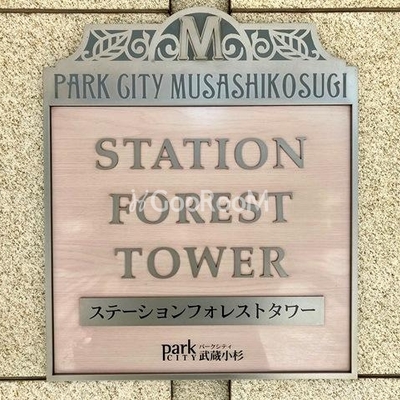 M
PARK CITY MUSASHIKOSUGI
STATION
FOREST
CooRooM
TOWER
ステーションフォレストタワー
park CITY パークシティ 武蔵小杉